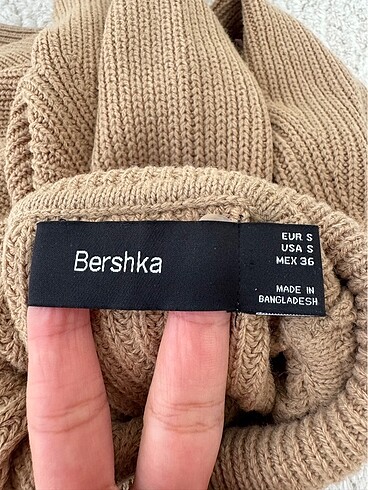 Bershka
EUR S
USA S
MEX 36
MADE IN
BANGLADESH